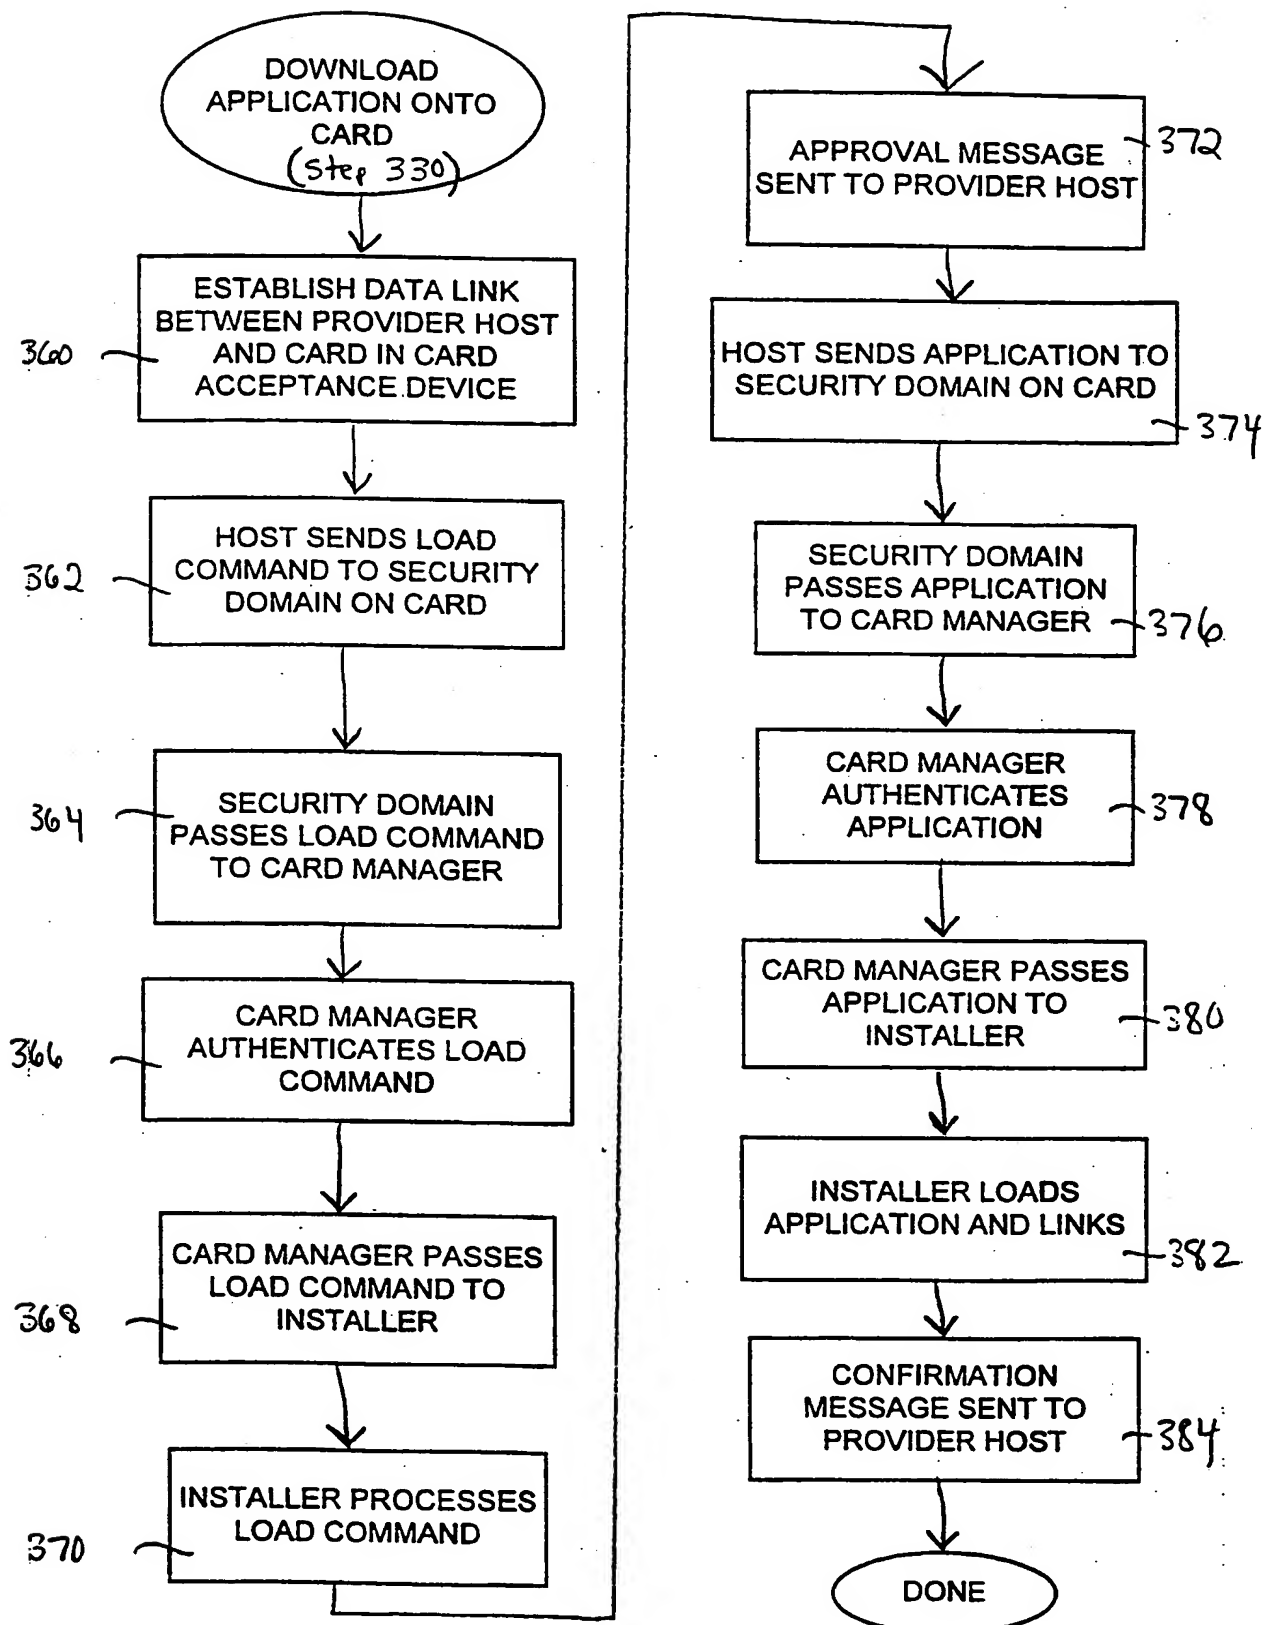 DOWNLOAD
APPLICATION ONTO
CARD
(Step 330)
ESTABLISH DATA LINK
BETWEEN PROVIDER HOST
AND CARD IN CARD
ACCEPTANCE DEVICE
360
HOST SENDS LOAD
COMMAND TO SECURITY
DOMAIN ON CARD
362
SECURITY DOMAIN
PASSES LOAD COMMAND
TO CARD MANAGER
364
CARD MANAGER
AUTHENTICATES LOAD
COMMAND
366
CARD MANAGER PASSES
LOAD COMMAND TO
INSTALLER
368
INSTALLER PROCESSES
LOAD COMMAND
370
APPROVAL MESSAGE
SENT TO PROVIDER HOST
372
HOST SENDS APPLICATION TO
SECURITY DOMAIN ON CARD
374
SECURITY DOMAIN
PASSES APPLICATION
TO CARD MANAGER
376
CARD MANAGER
AUTHENTICATES
APPLICATION
378
CARD MANAGER PASSES
APPLICATION TO
INSTALLER
380
INSTALLER LOADS
APPLICATION AND LINKS
382
CONFIRMATION
MESSAGE SENT TO
PROVIDER HOST
384
DONE